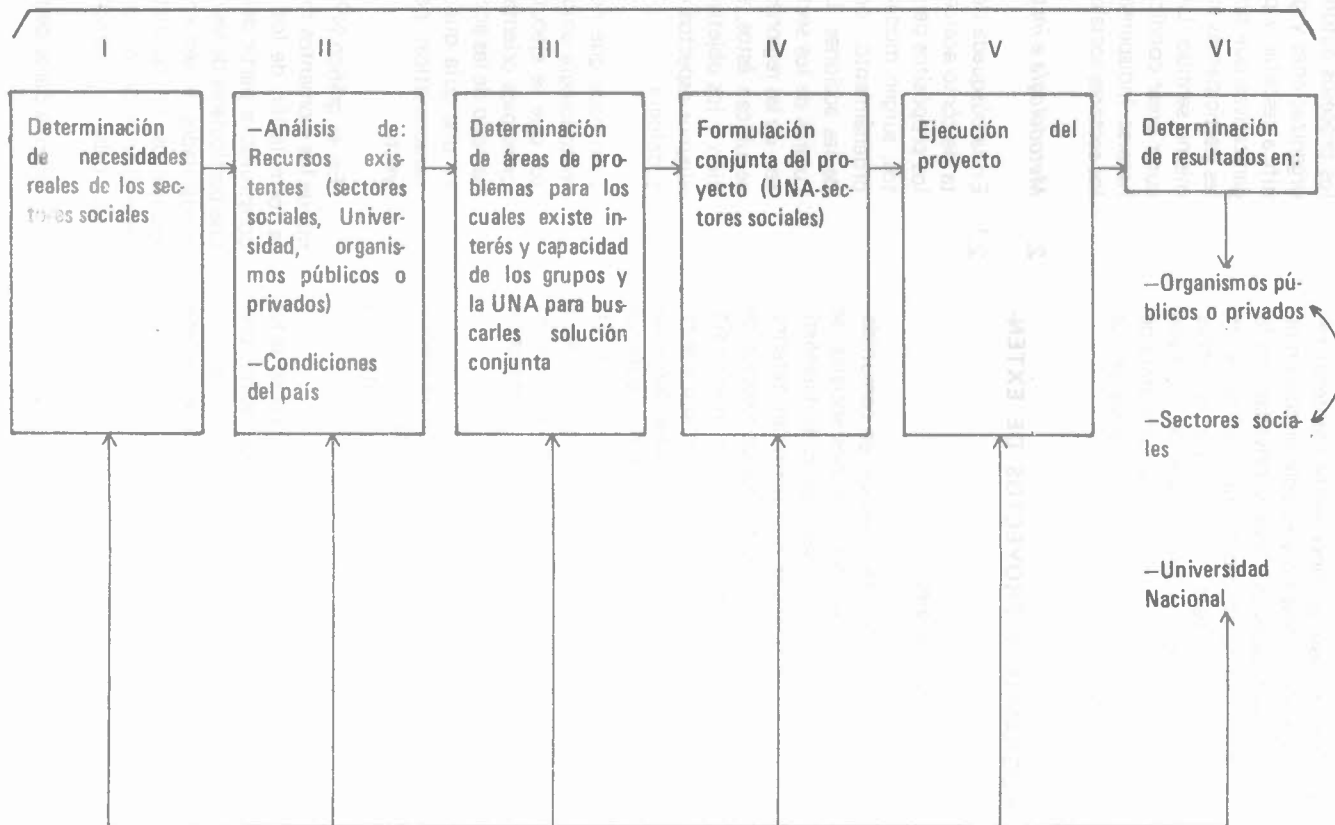 I
II
III
IV
V
VI
Determinación
de necesidades
reales de los sec-
tores sociales
—Análisis de:
Recursos exis-
tentes (sectores
sociales, Univer-
sidad, organis-
mos públicos o
privados)
—Condiciones
del país
Determinación
de áreas de pro-
blemas para los
cuales existe in-
terés y capacidad
de los grupos y
la UNA para bus-
carles solución
conjunta
Formulación
conjunta del pro-
yecto (UNA-sec-
tores sociales)
Ejecución del
proyecto
Determinación
de resultados en:
—Organismos pú-
blicos o privados
—Sectores socia-
les
—Universidad
Nacional